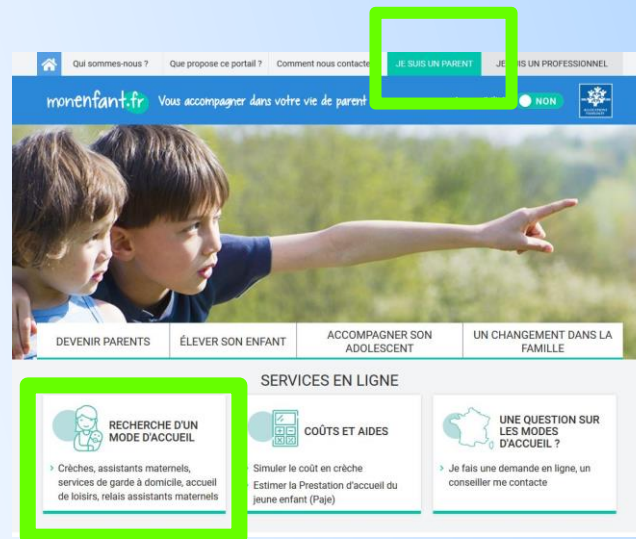 Qui sommes-nous ? Que propose ce portail ? Comment nous contacte JE SUIS UN PARENT JE IS UN PROFESSIONNEL
monenfant.fr Vous accompagner dans votre vie de parent NON
DEVENIR PARENTS ÉLEVER SON ENFANT ACCOMPAGNER SON ADOLESCENT UN CHANGEMENT DANS LA FAMILLE
SERVICES EN LIGNE
RECHERCHE D'UN
MODE D'ACCUEIL
› Crèches, assistants maternels,
services de garde à domicile, accueil
de loisirs, relais assistants maternels
COÛTS ET AIDES
Simuler le coût en crèche
Estimer la Prestation d'accueil du
jeune enfant (Paje)
UNE QUESTION SUR
LES MODES
D'ACCUEIL ?
› Je fais une demande en ligne, un
conseiller me contacte